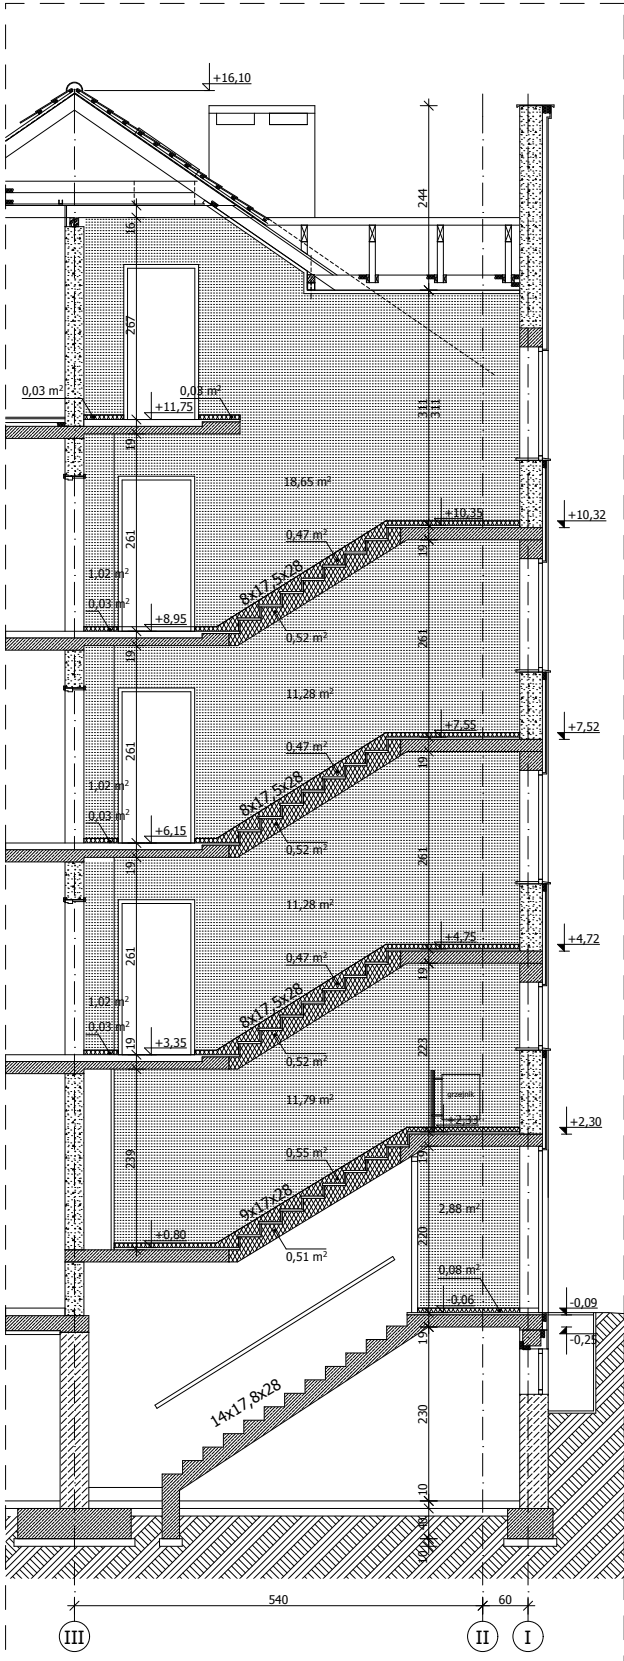 +16,10
244
16
267
0,03 m²
0,03 m²
+11,75
311
311
19
18,65 m²
+10,35
+10,32
0,47 m²
19
261
8x17,5x28
1,02 m²
0,03 m²
+8,95
0,52 m²
261
19
11,28 m²
+7,55
+7,52
0,47 m²
19
261
8x17,5x28
1,02 m²
0,03 m²
+6,15
0,52 m²
261
19
11,28 m²
+4,75
+4,72
0,47 m²
19
261
8x17,5x28
1,02 m²
0,03 m²
+3,35
0,52 m²
19
223
grzejnik
11,79 m²
+2,33
+2,30
239
0,55 m²
19
9x17x28
2,88 m²
+0,80
0,51 m²
220
0,08 m²
-0,06
-0,09
19
-0,25
14x17,8x28
230
10
40
10
540
60
III
II
I